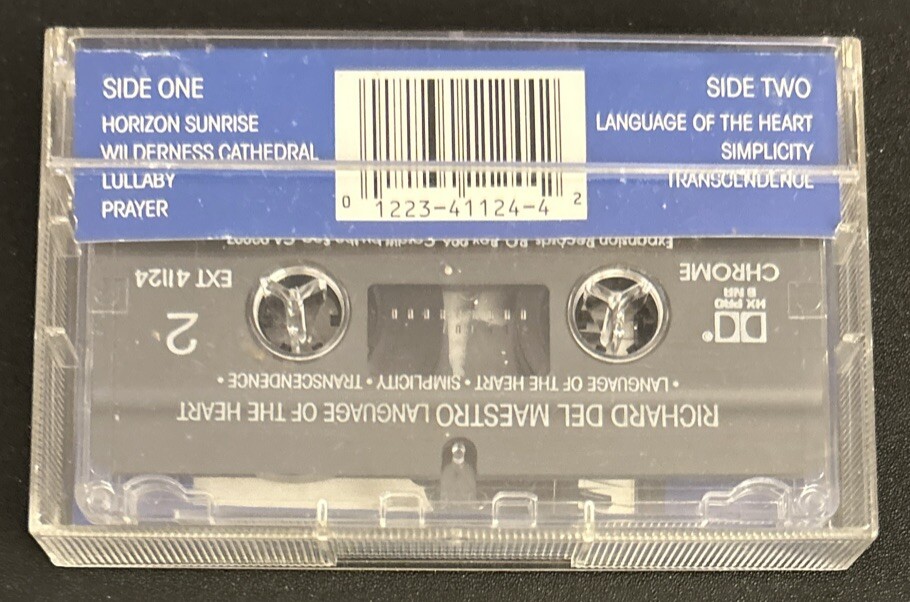 SIDE ONE
HORIZON SUNRISE
WILDERNESS CATHEDRAL
LULLABY
PRAYER
0 1223-41124-4 2
SIDE TWO
LANGUAGE OF THE HEART
SIMPLICITY
TRANSCENDENCE
RICHARD DEL MAESTRO LANGUAGE OF THE HEART
• LANGUAGE OF THE HEART • SIMPLICITY • TRANSCENDENCE •
HX PRO
B NR
CHROME
2
EXT 41124
Expansion Records